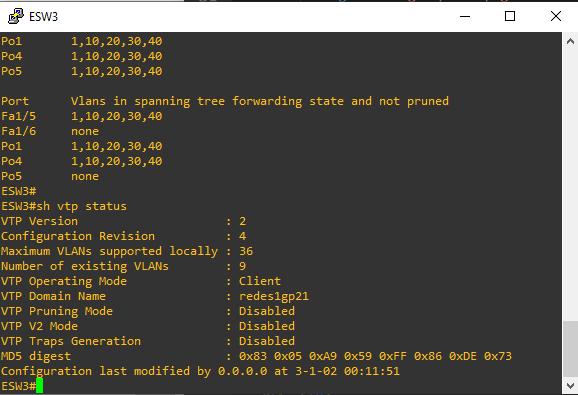 ESW3
Po1 1,10,20,30,40
Po4 1,10,20,30,40
Po5 1,10,20,30,40
Port Vlans in spanning tree forwarding state and not pruned
Fa1/5 1,10,20,30,40
Fa1/6 none
Po1 1,10,20,30,40
Po4 1,10,20,30,40
Po5 none
ESW3#
ESW3#sh vtp status
VTP Version : 2
Configuration Revision : 4
Maximum VLANs supported locally : 36
Number of existing VLANs : 9
VTP Operating Mode : Client
VTP Domain Name : redes1gp21
VTP Pruning Mode : Disabled
VTP V2 Mode : Disabled
VTP Traps Generation : Disabled
MD5 digest : 0x83 0x05 0xA9 0x59 0xFF 0x86 0xDE 0x73
Configuration last modified by 0.0.0.0 at 3-1-02 00:11:51
ESW3#